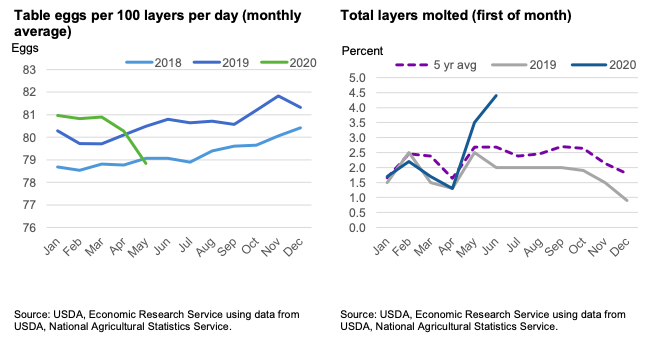 Table eggs per 100 layers per day (monthly
average)
Eggs
2018 2019 2020
83
82
81
80
79
78
77
76
Jan Feb Mar Apr May Jun Jul Aug Sep Oct Nov Dec
Source: USDA, Economic Research Service using data from
USDA, National Agricultural Statistics Service.
Total layers molted (first of month)
Percent
5 yr avg 2019 2020
5.0
4.5
4.0
3.5
3.0
2.5
2.0
1.5
1.0
0.5
0.0
Jan Feb Mar Apr May Jun Jul Aug Sep Oct Nov Dec
Source: USDA, Economic Research Service using data from
USDA, National Agricultural Statistics Service.